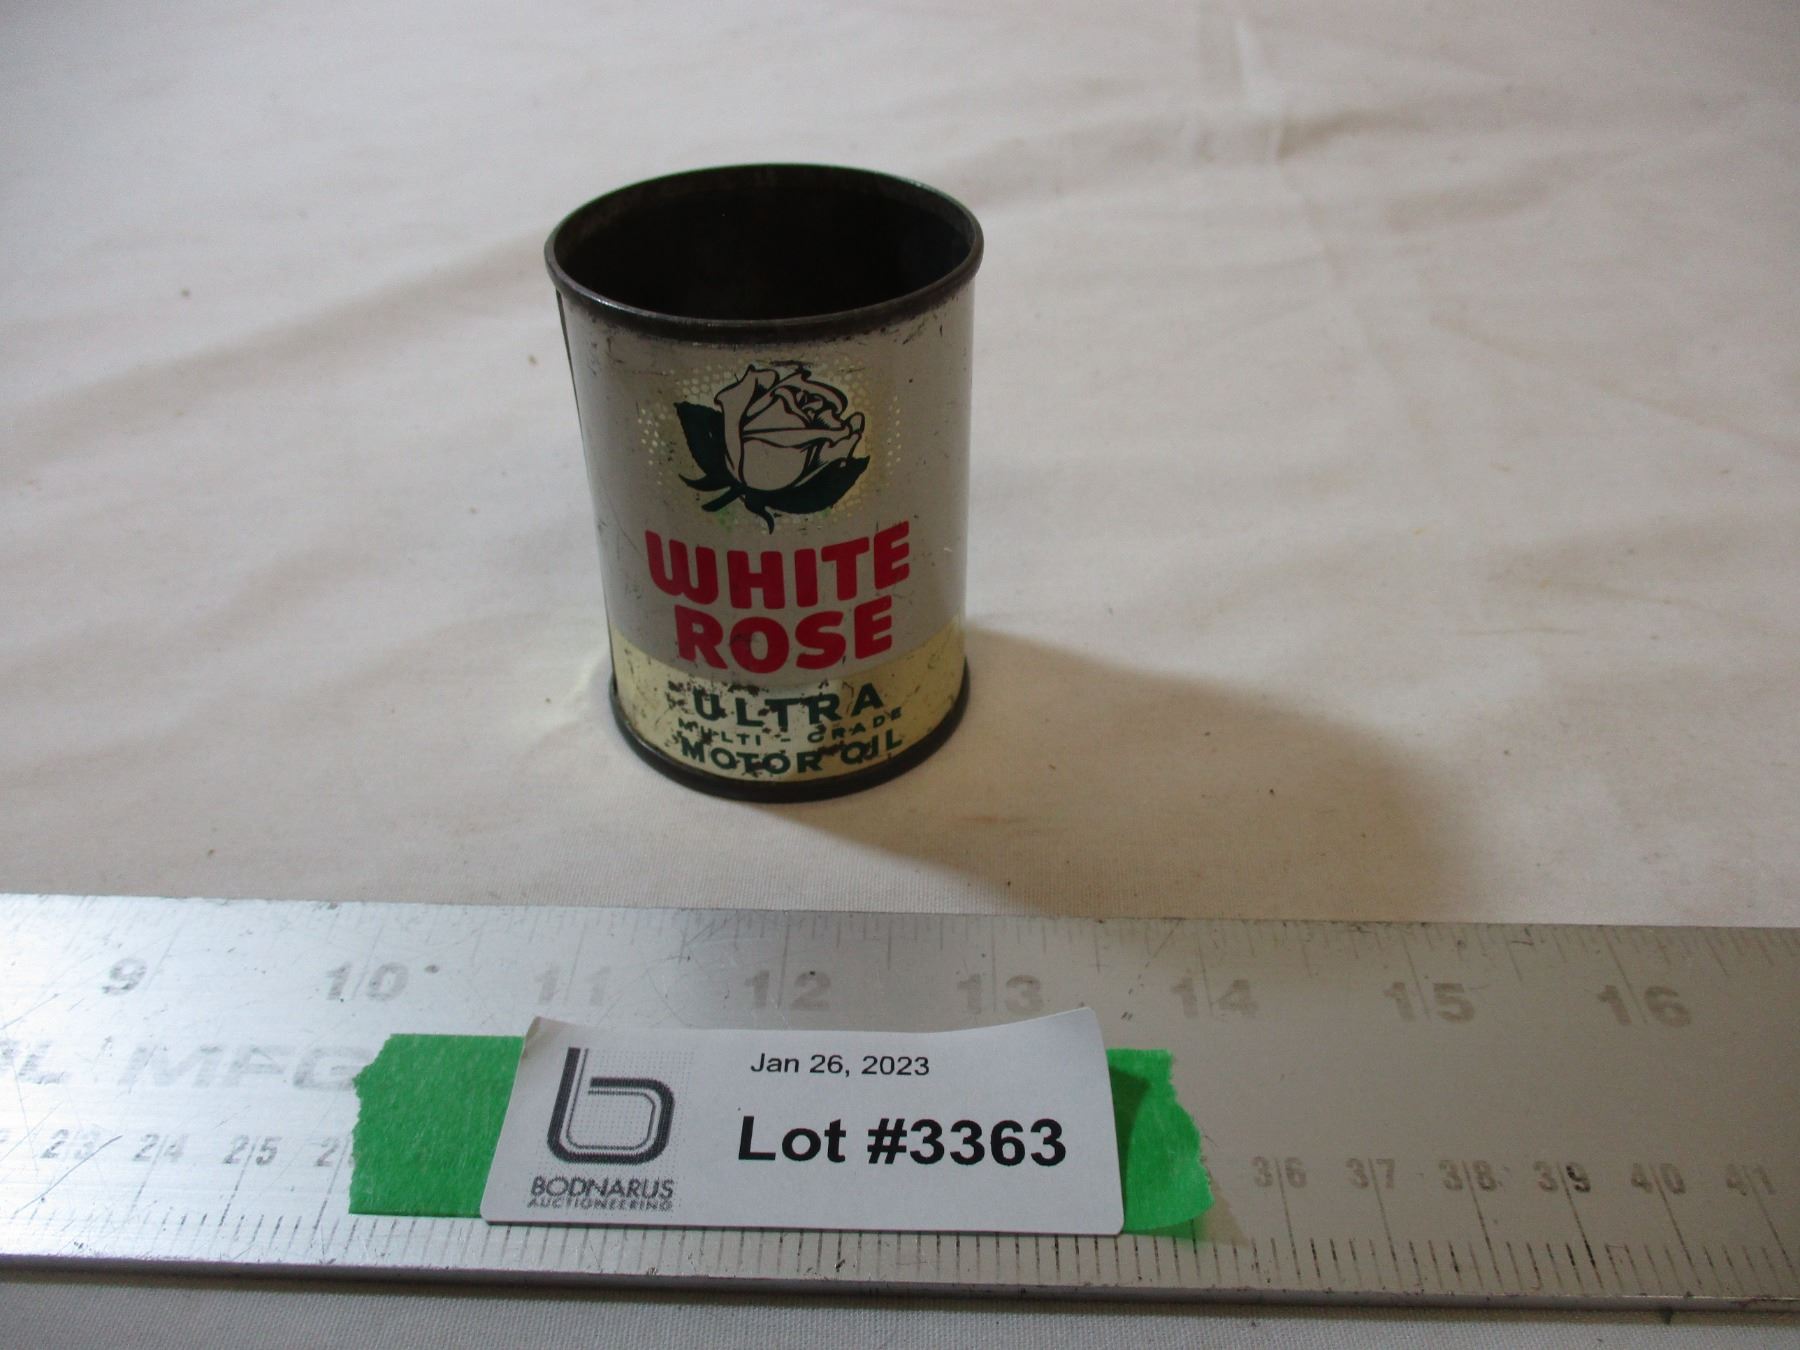 WHITE
ROSE
ULTRA
MULTI-GRADE
MOTOR OIL
9 10 11 12 13 14 15 16
MFG
Jan 26, 2023
Lot #3363
BODNARUS
AUCTIONEERING
23 24 25 36 37 38 39 40 41